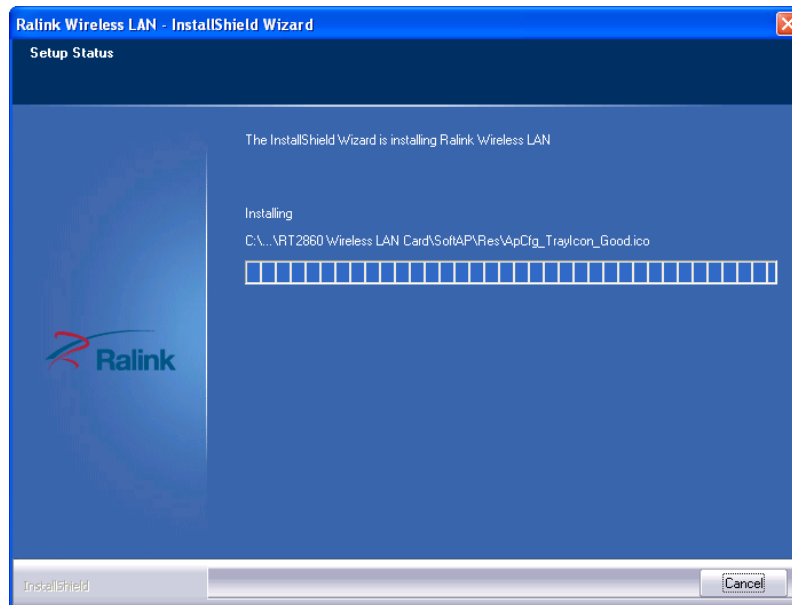 Ralink Wireless LAN - InstallShield Wizard
Setup Status
The InstallShield Wizard is installing Ralink Wireless LAN
Installing
C:\...\RT2860 Wireless LAN Card\SoftAP\Res\ApCfg_TrayIcon_Good.ico
Ralink
InstallShield
Cancel